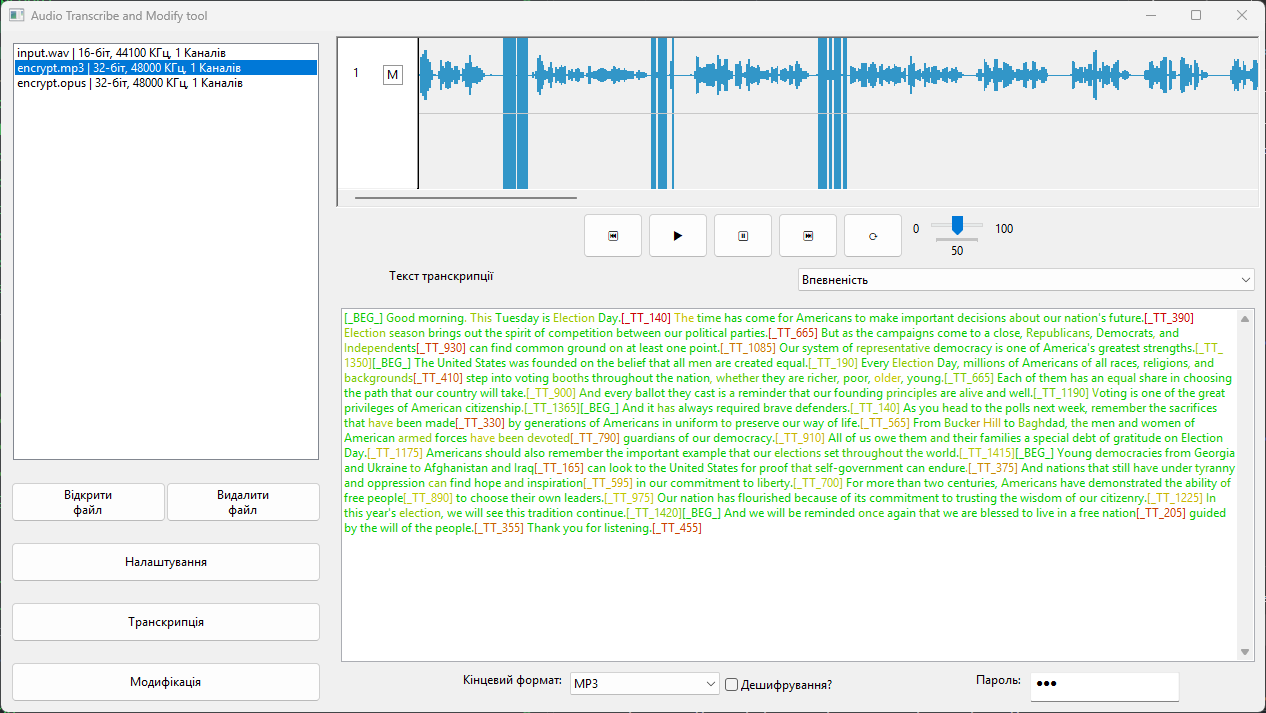 Audio Transcribe and Modify tool
input.wav | 16-біт, 44100 КГц, 1 Каналів
encrypt.mp3 | 32-біт, 48000 КГц, 1 Каналів
encrypt.opus | 32-біт, 48000 КГц, 1 Каналів
1 M
0 100
50
Текст транскрипції
Впевненість
[_BEG_] Good morning. This Tuesday is Election Day.[_TT_140] The time has come for Americans to make important decisions about our nation's future.[_TT_390]
Election season brings out the spirit of competition between our political parties.[_TT_665] But as the campaigns come to a close, Republicans, Democrats, and
Independents[_TT_930] can find common ground on at least one point.[_TT_1085] Our system of representative democracy is one of America's greatest strengths.[_TT_
1350][_BEG_] The United States was founded on the belief that all men are created equal.[_TT_190] Every Election Day, millions of Americans of all races, religions, and
backgrounds[_TT_410] step into voting booths throughout the nation, whether they are richer, poor, older, young.[_TT_665] Each of them has an equal share in choosing
the path that our country will take.[_TT_900] And every ballot they cast is a reminder that our founding principles are alive and well.[_TT_1190] Voting is one of the great
privileges of American citizenship.[_TT_1365][_BEG_] And it has always required brave defenders.[_TT_140] As you head to the polls next week, remember the sacrifices
that have been made[_TT_330] by generations of Americans in uniform to preserve our way of life.[_TT_565] From Bucker Hill to Baghdad, the men and women of
American armed forces have been devoted[_TT_790] guardians of our democracy.[_TT_910] All of us owe them and their families a special debt of gratitude on Election
Day.[_TT_1175] Americans should also remember the important example that our elections set throughout the world.[_TT_1415][_BEG_] Young democracies from Georgia
and Ukraine to Afghanistan and Iraq[_TT_165] can look to the United States for proof that self-government can endure.[_TT_375] And nations that still have under tyranny
and oppression can find hope and inspiration[_TT_595] in our commitment to liberty.[_TT_700] For more than two centuries, Americans have demonstrated the ability of
free people[_TT_890] to choose their own leaders.[_TT_975] Our nation has flourished because of its commitment to trusting the wisdom of our citizenry.[_TT_1225] In
this year's election, we will see this tradition continue.[_TT_1420][_BEG_] And we will be reminded once again that we are blessed to live in a free nation[_TT_205] guided
by the will of the people.[_TT_355] Thank you for listening.[_TT_455]
Відкрити
файл
Видалити
файл
Налаштування
Транскрипція
Модифікація
Кінцевий формат: MP3 Дешифрування? Пароль: